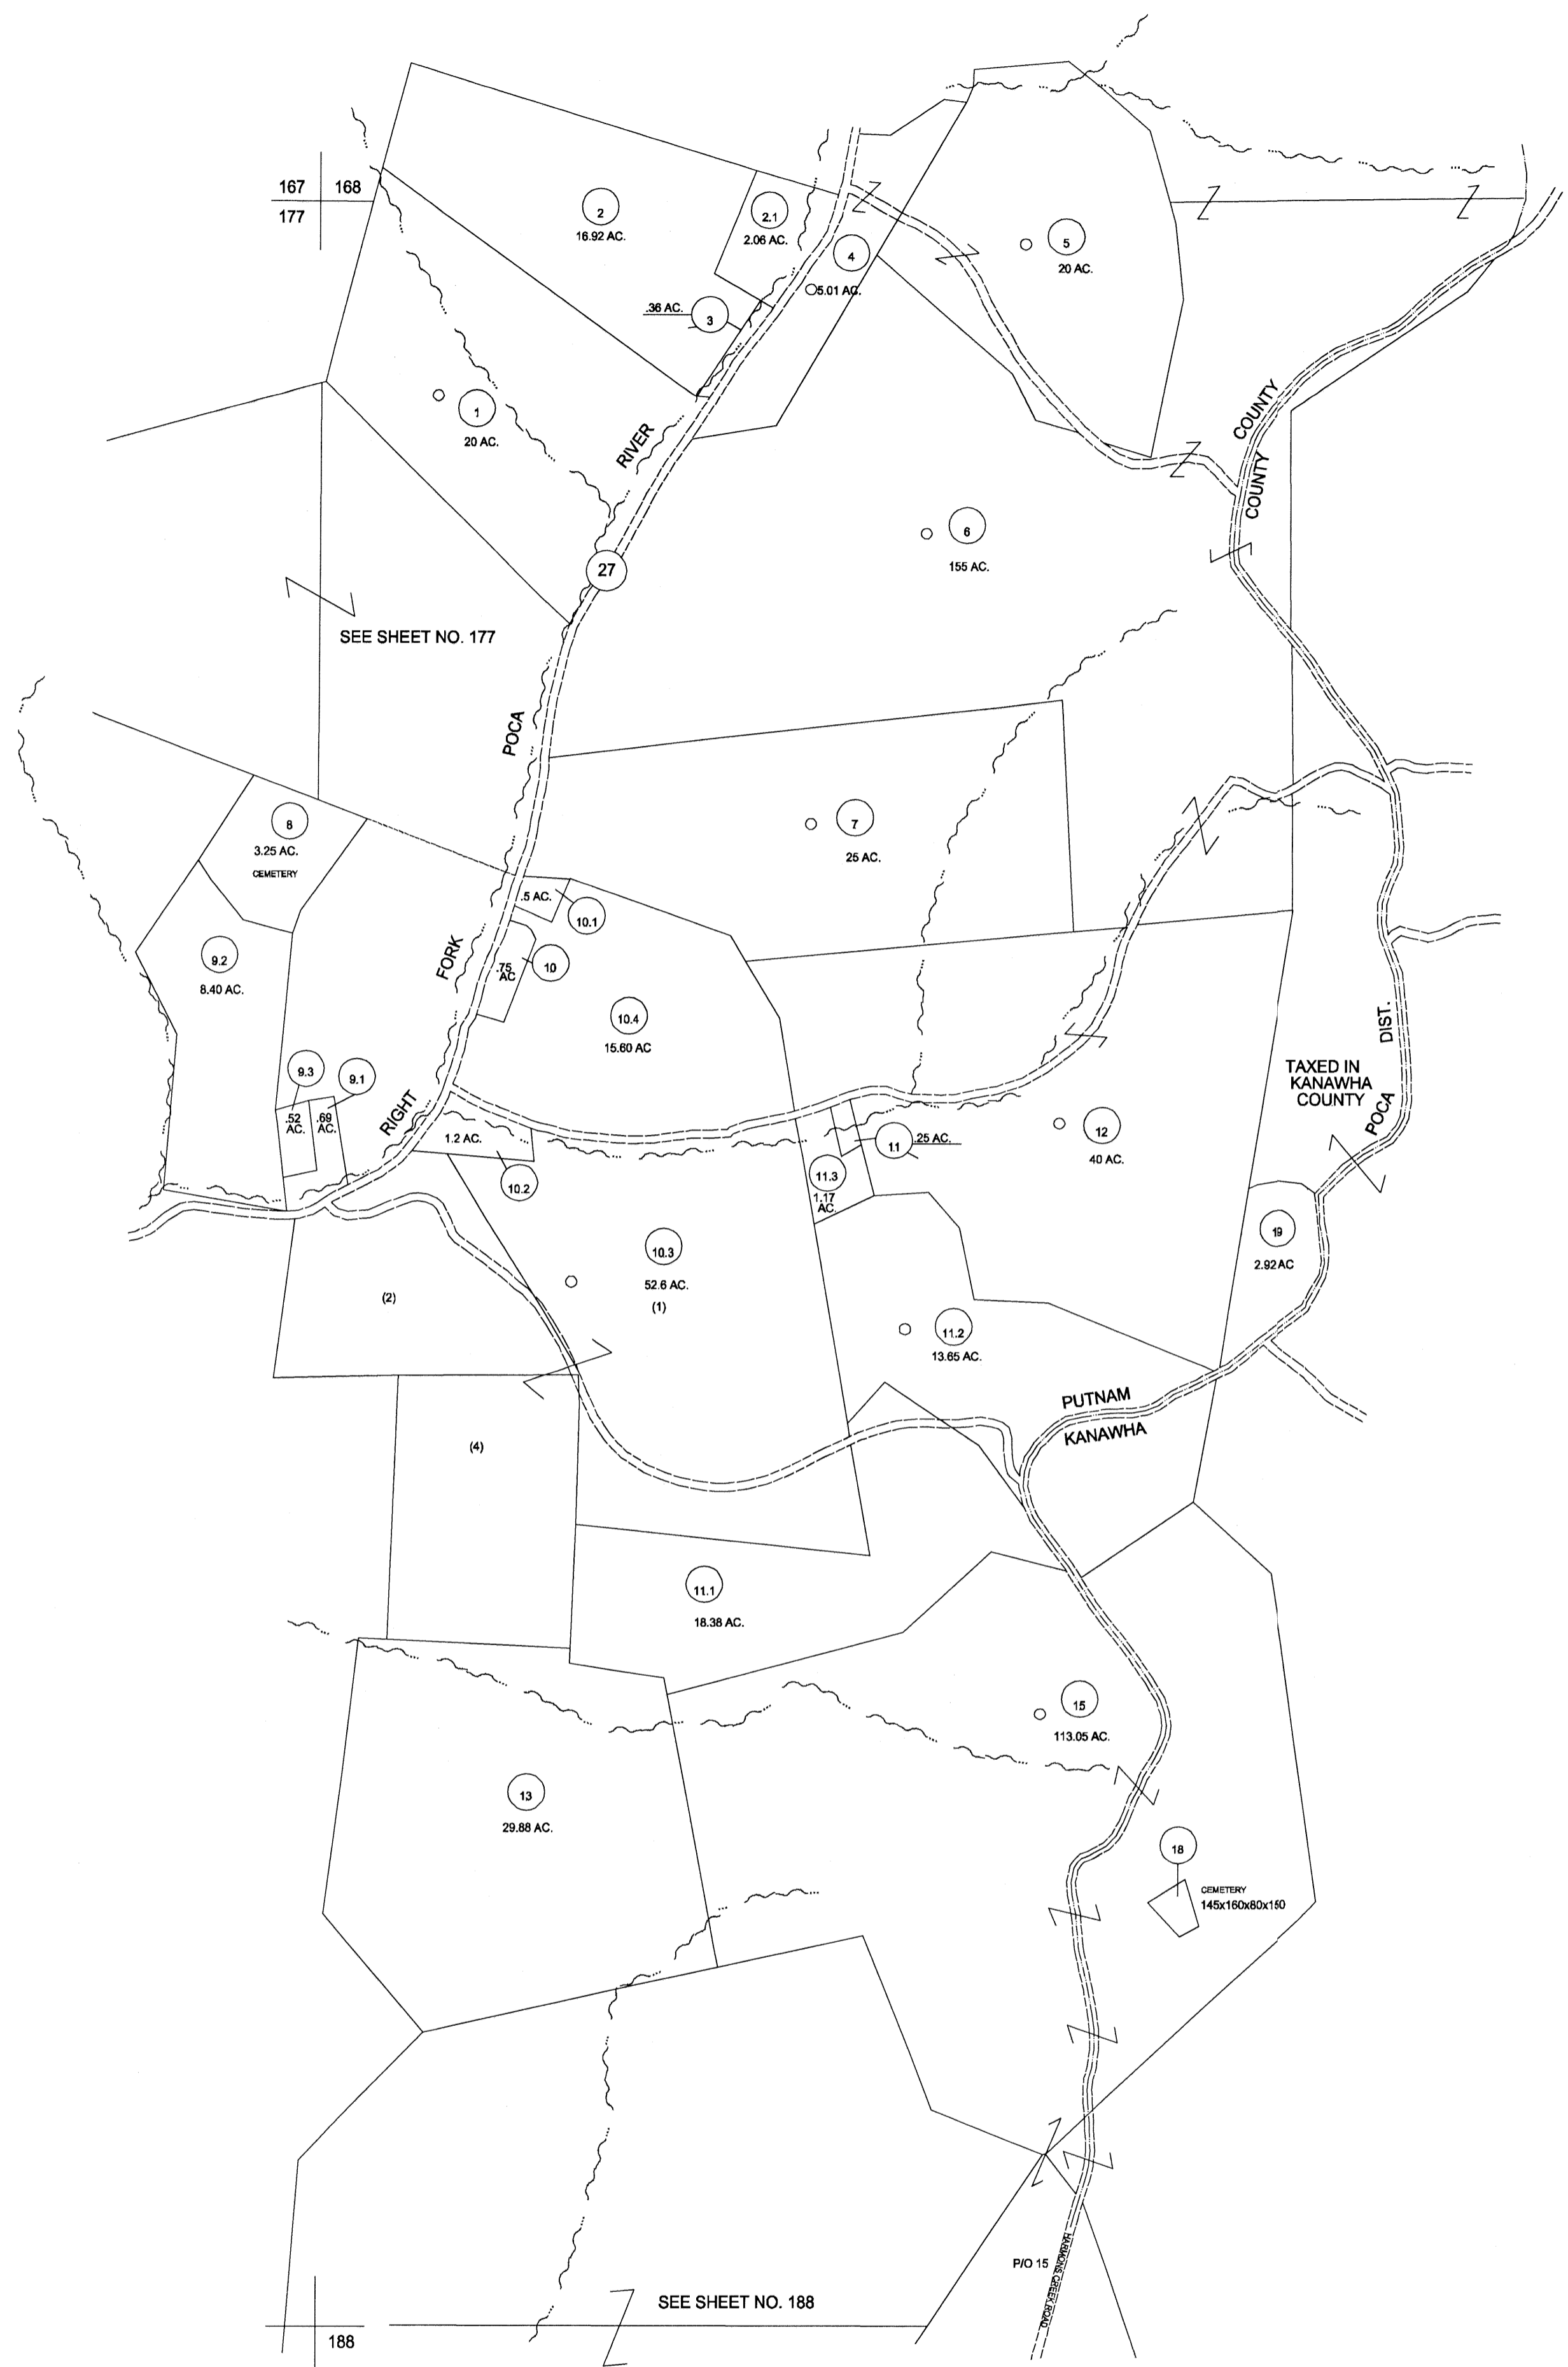 167
168
177
2
16.92 AC.
2.1
2.06 AC.
4
5.01 AC.
5
20 AC.
.36 AC.
3
1
20 AC.
RIVER
COUNTY
COUNTY
6
155 AC.
27
SEE SHEET NO. 177
POCA
8
3.25 AC.
CEMETERY
7
25 AC.
.5 AC.
10.1
FORK
.75
AC
10
9.2
8.40 AC.
10.4
15.60 AC
DIST.
POCA
TAXED IN
KANAWHA
COUNTY
9.3
9.1
.52
AC.
.69
AC.
RIGHT
1.2 AC.
10.2
11
.25 AC.
11.3
1.17
AC.
12
40 AC.
19
2.92 AC
10.3
52.6 AC.
(1)
(2)
11.2
13.65 AC.
PUTNAM
KANAWHA
(4)
11.1
18.38 AC.
15
113.05 AC.
13
29.88 AC.
18
CEMETERY
145x160x80x150
P/O 15
HARMONS CREEK ROAD
SEE SHEET NO. 188
188